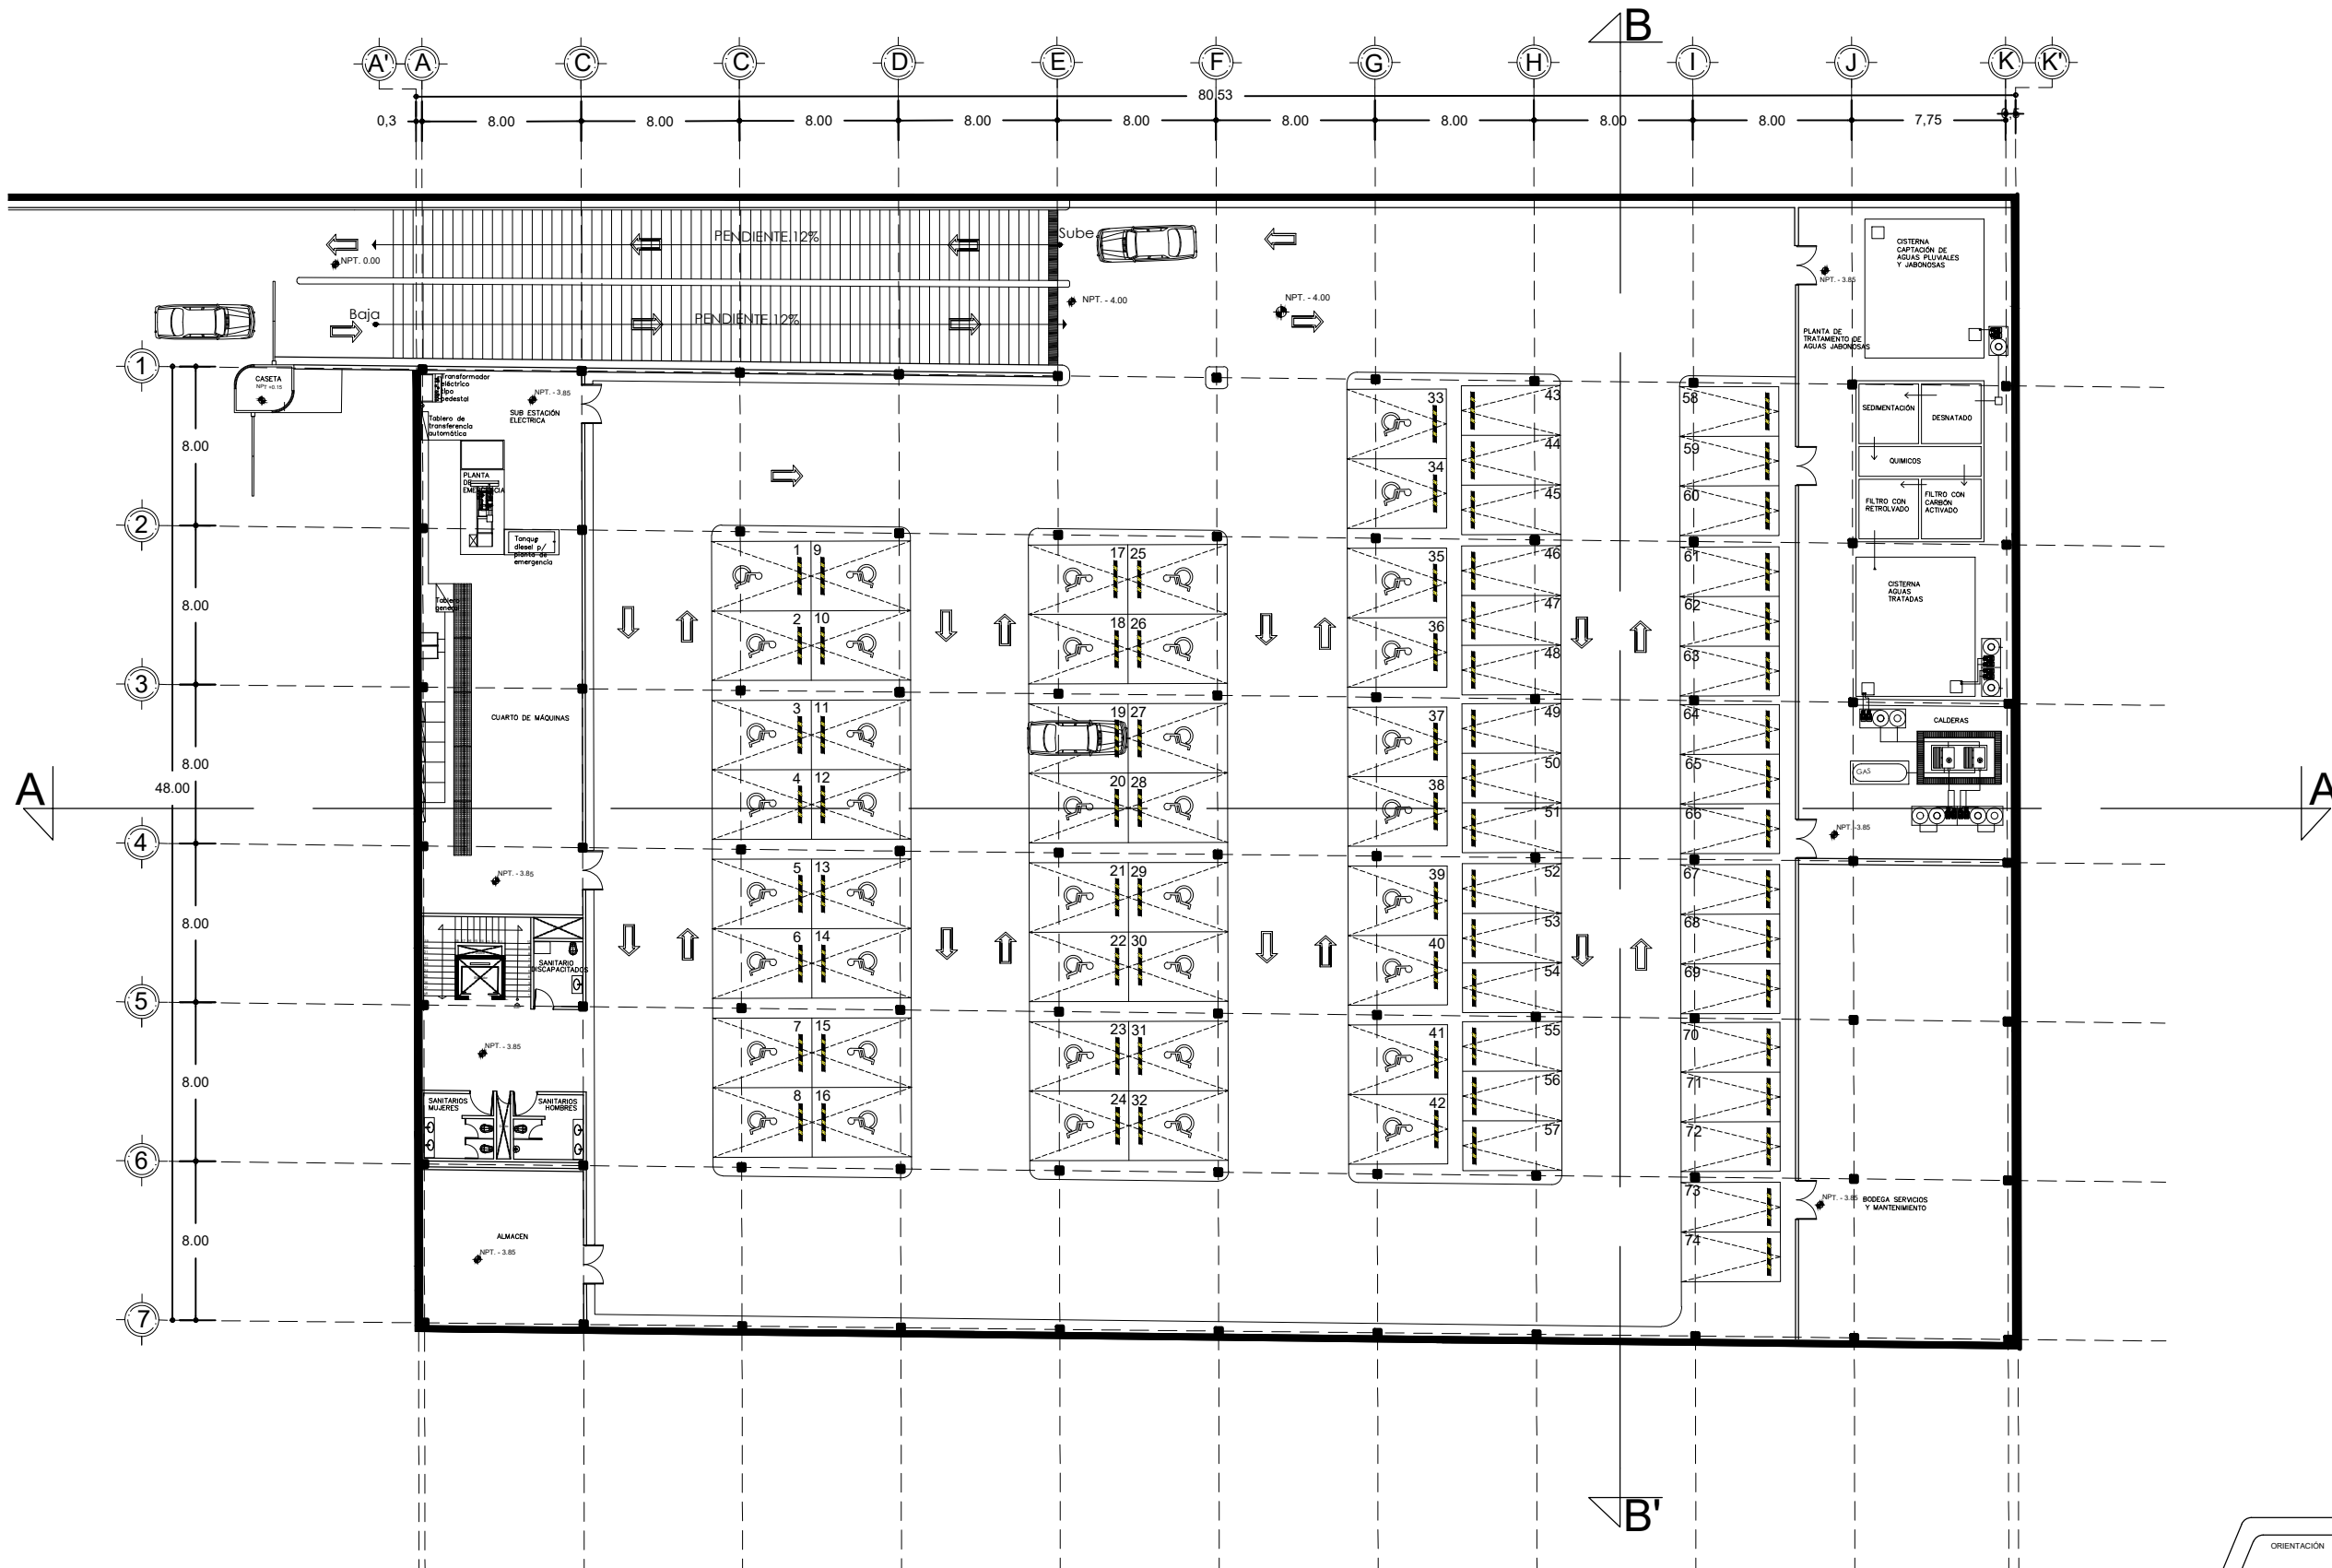 B
A'
A
C
C
D
E
F
G
H
I
J
K
K'
80,53
0,3
8.00
8.00
8.00
8.00
8.00
8.00
8.00
8.00
8.00
7,75
PENDIENTE.12%
Sube
NPT. 0.00
NPT. - 4.00
NPT. - 4.00
Baja
PENDIENTE.12%
CISTERNA
CAPTACIÓN DE
AGUAS PLUVIALES
Y JABONOSAS
NPT. - 3.85
PLANTA DE
TRATAMIENTO DE
AGUAS JABONOSAS
1
2
3
4
5
6
7
8.00
8.00
8.00
48.00
8.00
8.00
8.00
CASETA
NPT +0.15
Transformador
eléctrico
tipo
pedestal
NPT. - 3.85
SUB ESTACIÓN
ELECTRICA
Tablero de
transferencia
automática
PLANTA
DE
EMERGENCIA
Tanque
diesel p/
planta de
emergencia
Tablero
general
CUARTO DE MÁQUINAS
NPT. - 3.85
SANITARIO
DISCAPACITADOS
NPT. - 3.85
SANITARIOS
MUJERES
SANITARIOS
HOMBRES
ALMACEN
NPT. - 3.85
1 9
2 10
3 11
4 12
5 13
6 14
7 15
8 16
17 25
18 26
19 27
20 28
21 29
22 30
23 31
24 32
33
34
35
36
37
38
39
40
41
42
43
44
45
46
47
48
49
50
51
52
53
54
55
56
57
58
59
60
61
62
63
64
65
66
67
68
69
70
71
72
73
74
SEDIMENTACIÓN
DESNATADO
QUIMICOS
FILTRO CON
RETROLVADO
FILTRO CON
CARBÓN
ACTIVADO
CISTERNA
AGUAS
TRATADAS
CALDERAS
GAS
NPT. -3.85
NPT. - 3.85
BODEGA SERVICIOS
Y MANTENIMIENTO
A
A
B'
ORIENTACIÓN